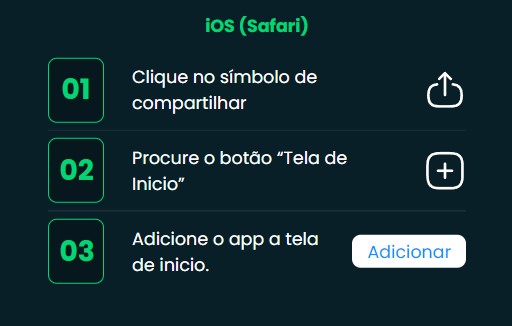 iOS (Safari)
01
Clique no símbolo de
compartilhar
02
Procure o botão “Tela de
Inicio”
03
Adicione o app a tela
de inicio.
Adicionar